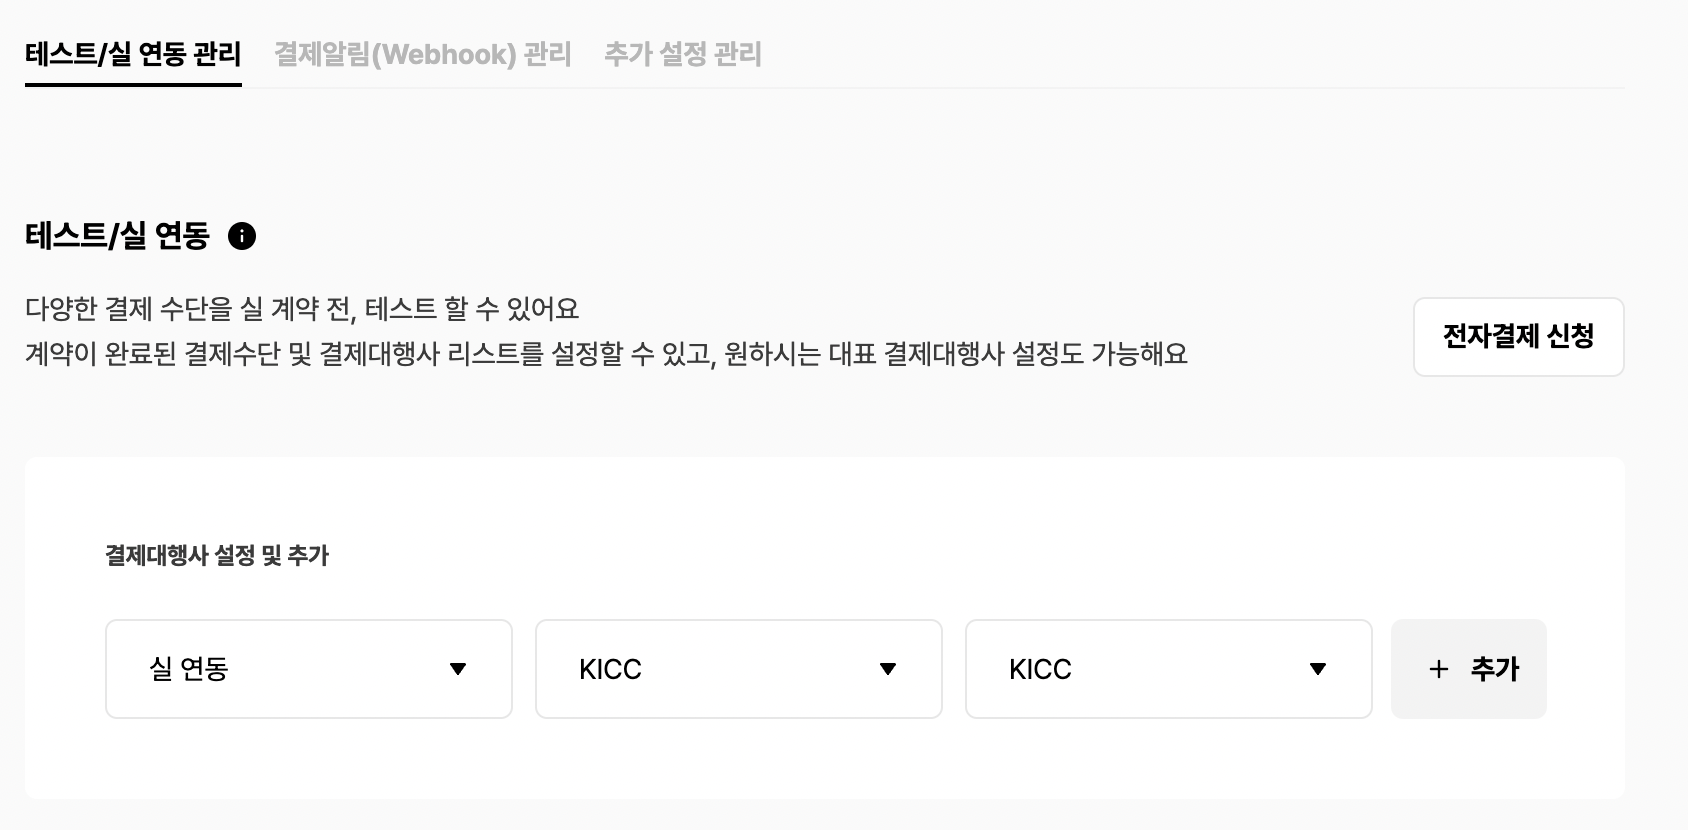 테스트/실 연동 관리 결제알림(Webhook) 관리 추가 설정 관리
테스트/실 연동
다양한 결제 수단을 실 계약 전, 테스트 할 수 있어요
계약이 완료된 결제수단 및 결제대행사 리스트를 설정할 수 있고, 원하시는 대표 결제대행사 설정도 가능해요
전자결제 신청
결제대행사 설정 및 추가
실 연동 KICC KICC + 추가